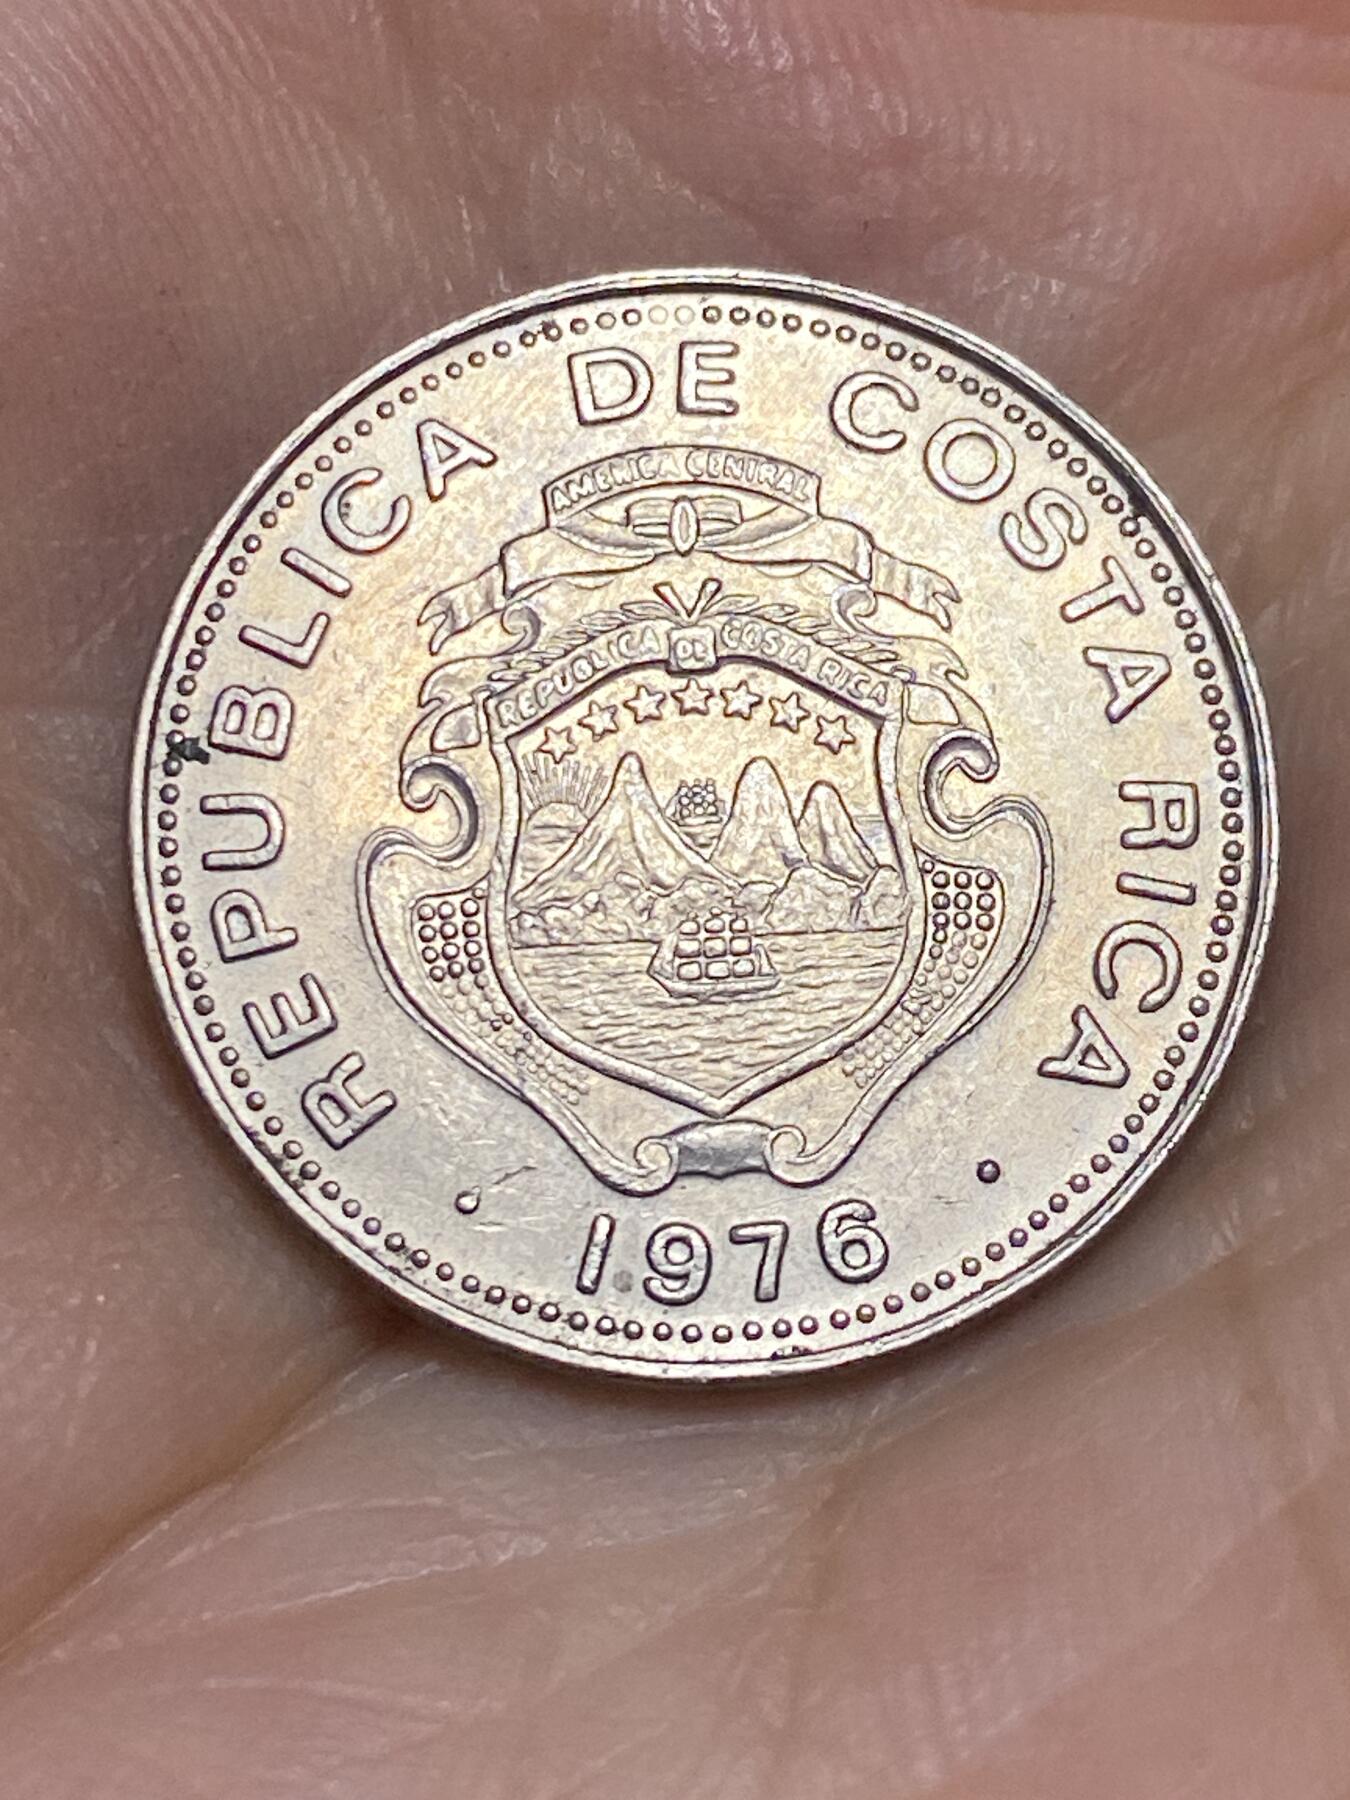 REPUBLICA DE COSTA RICA
AMERICA CENTRAL
REPUBLICA DE COSTA RICA
1976